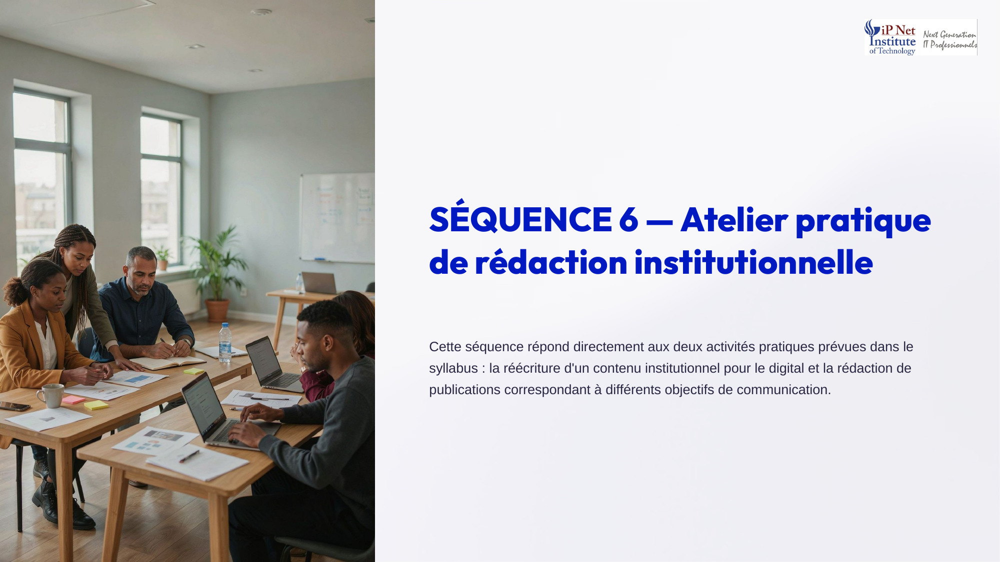 iP Net
Institute
of Technology
Next Generation
IT Professionnels
SÉQUENCE 6 — Atelier pratique
de rédaction institutionnelle
Cette séquence répond directement aux deux activités pratiques prévues dans le
syllabus : la réécriture d'un contenu institutionnel pour le digital et la rédaction de
publications correspondant à différents objectifs de communication.